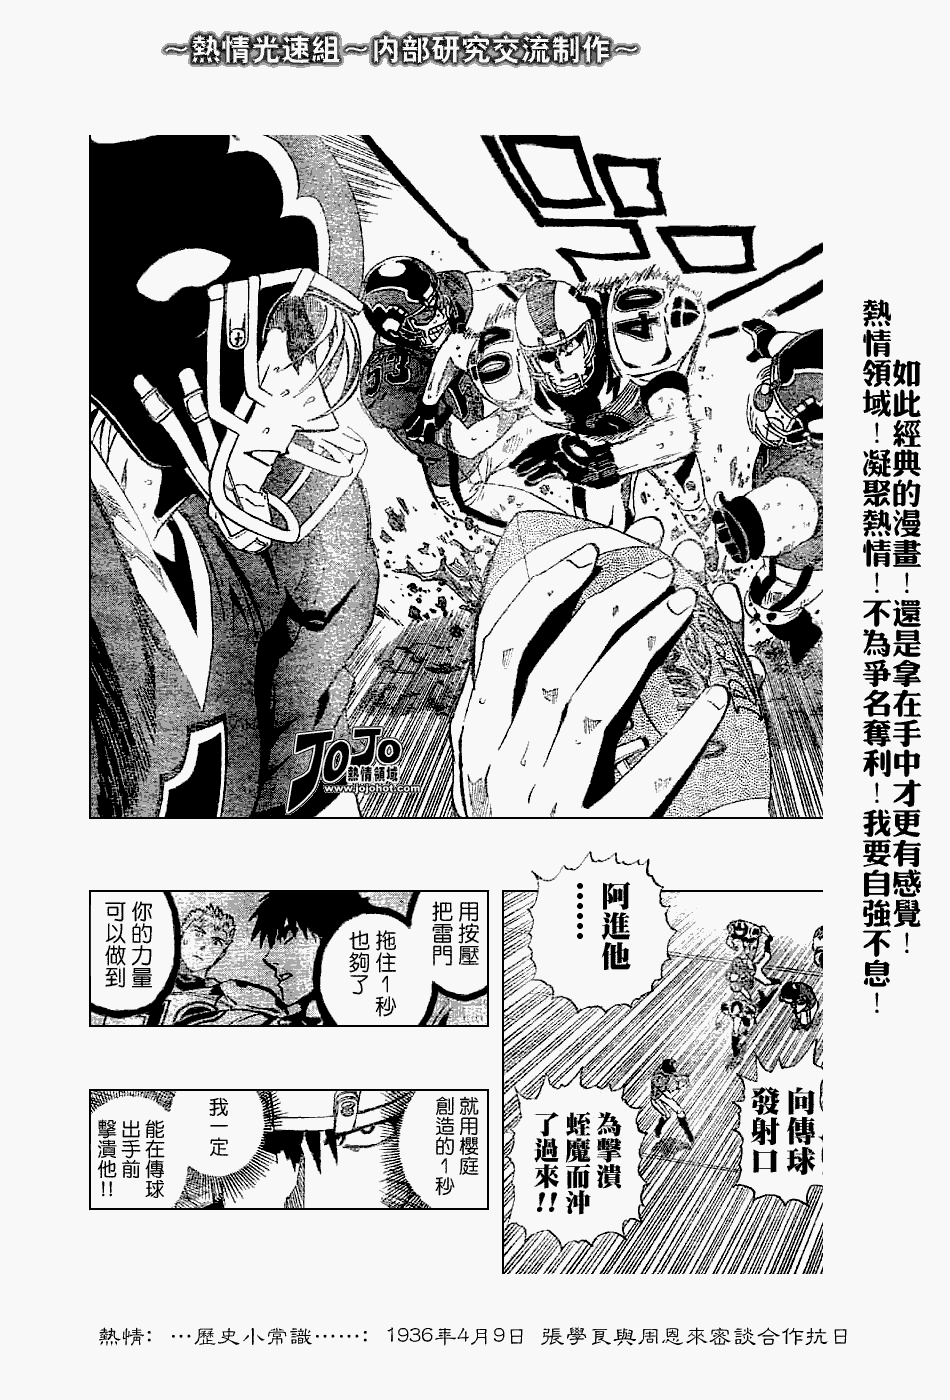 ～熱情光速組～内部研究交流制作～
53
50
40
JOJO
熱情領域
www.jojohot.com
如此經典的漫畫！還是拿在手中才更有感覺！
熱情領域！凝聚熱情！不為爭名奪利！我要自強不息！
阿進他
……
向傳球
發射口
為擊潰
蛭魔而沖
了過來!!
用按壓
把雷門
拖住1秒
也夠了
你的力量
可以做到
就用櫻庭
創造的1秒
我一定
能在傳球
出手前
擊潰他!!
熱情：…歷史小常識……：1936年4月9日 張學良與周恩來密談合作抗日